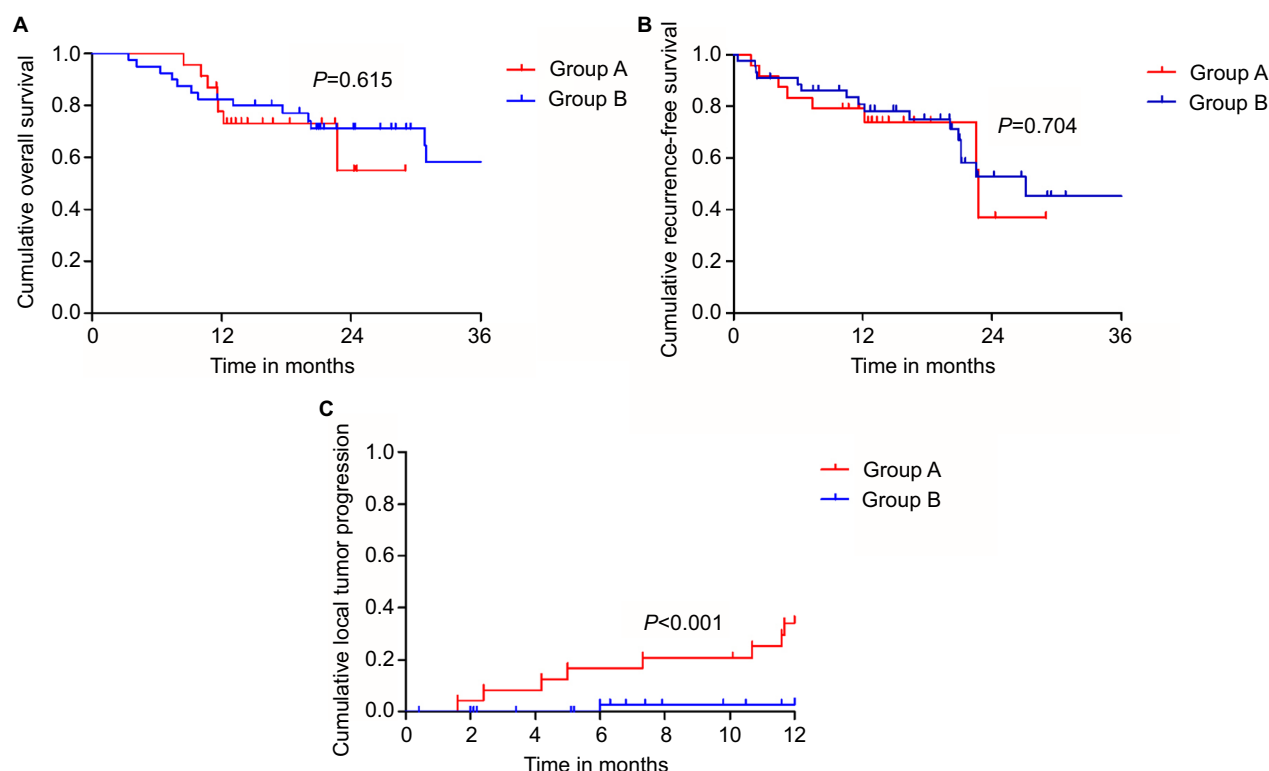 A
Cumulative overall survival
1.0
0.8
0.6
0.4
0.2
0.0
0 12 24 36
Time in months
P=0.615
Group A
Group B
B
Cumulative recurrence-free survival
1.0
0.8
0.6
0.4
0.2
0.0
0 12 24 36
Time in months
P=0.704
Group A
Group B
C
Cumulative local tumor progression
1.0
0.8
0.6
0.4
0.2
0.0
0 2 4 6 8 10 12
Time in months
P<0.001
Group A
Group B